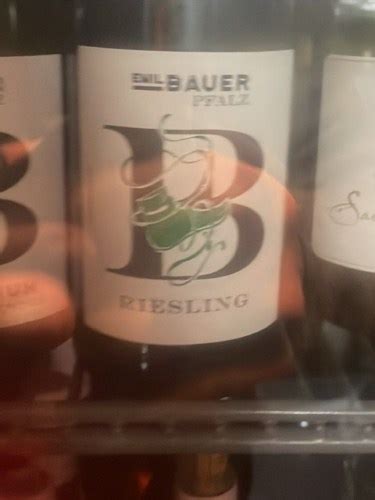 EMIL BAUER
PFALZ
B
RIESLING